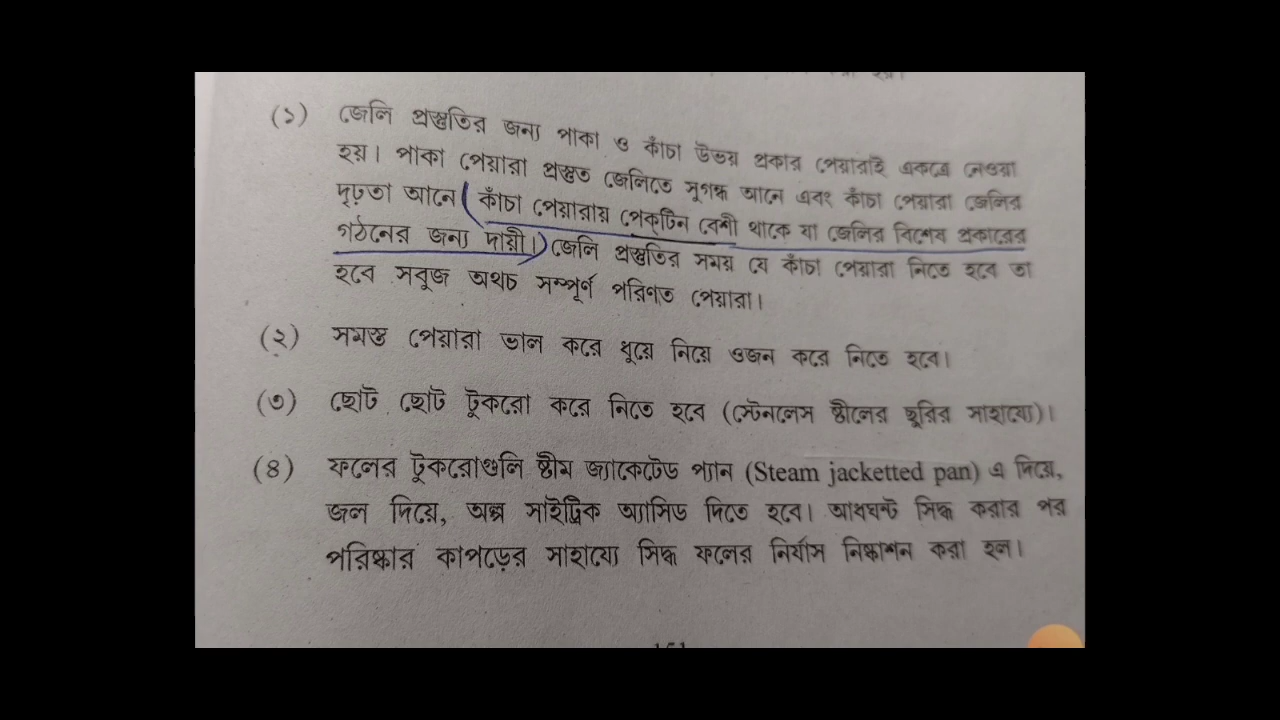 (১) জেলি প্রস্তুতির জন্য পাকা ও কাঁচা উভয় প্রকার পেয়ারাই একত্রে নেওয়া
হয়। পাকা পেয়ারা প্রস্তুত জেলিতে সুগন্ধ আনে এবং কাঁচা পেয়ারা জেলির
দৃঢ়তা আনে (কাঁচা পেয়ারায় পেক্‌টিন বেশী থাকে যা জেলির বিশেষ প্রকারের
গঠনের জন্য দায়ী।) জেলি প্রস্তুতির সময় যে কাঁচা পেয়ারা নিতে হবে তা
হবে সবুজ অথচ সম্পূর্ণ পরিণত পেয়ারা।
(২) সমস্ত পেয়ারা ভাল করে ধুয়ে নিয়ে ওজন করে নিতে হবে।
(৩) ছোট ছোট টুকরো করে নিতে হবে (স্টেনলেস ষ্টীলের ছুরির সাহায্যে)।
(৪) ফলের টুকরোগুলি ষ্টীম জ্যাকেটেড প্যান (Steam jacketted pan) এ দিয়ে,
জল দিয়ে, অল্প সাইট্রিক অ্যাসিড দিতে হবে। আধঘন্ট সিদ্ধ করার পর
পরিষ্কার কাপড়ের সাহায্যে সিদ্ধ ফলের নির্যাস নিষ্কাশন করা হল।